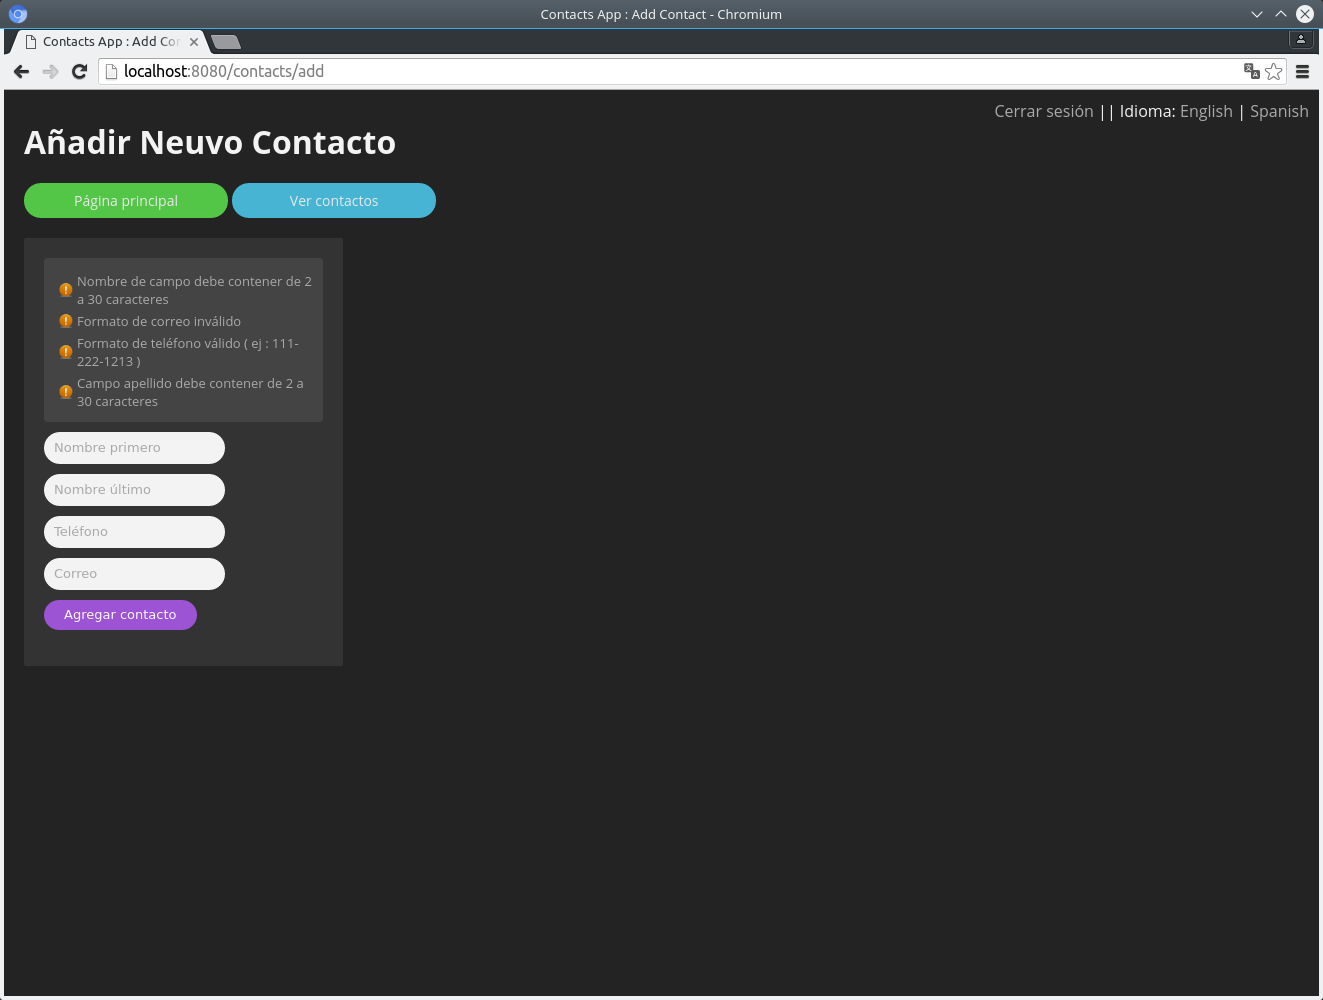 Contacts App : Add Contact - Chromium
Contacts App : Add Con
localhost:8080/contacts/add
Cerrar sesión || Idioma: English | Spanish
Añadir Neuvo Contacto
Página principal
Ver contactos
Nombre de campo debe contener de 2
a 30 caracteres
Formato de correo inválido
Formato de teléfono válido ( ej : 111-
222-1213 )
Campo apellido debe contener de 2 a
30 caracteres
Nombre primero
Nombre último
Teléfono
Correo
Agregar contacto